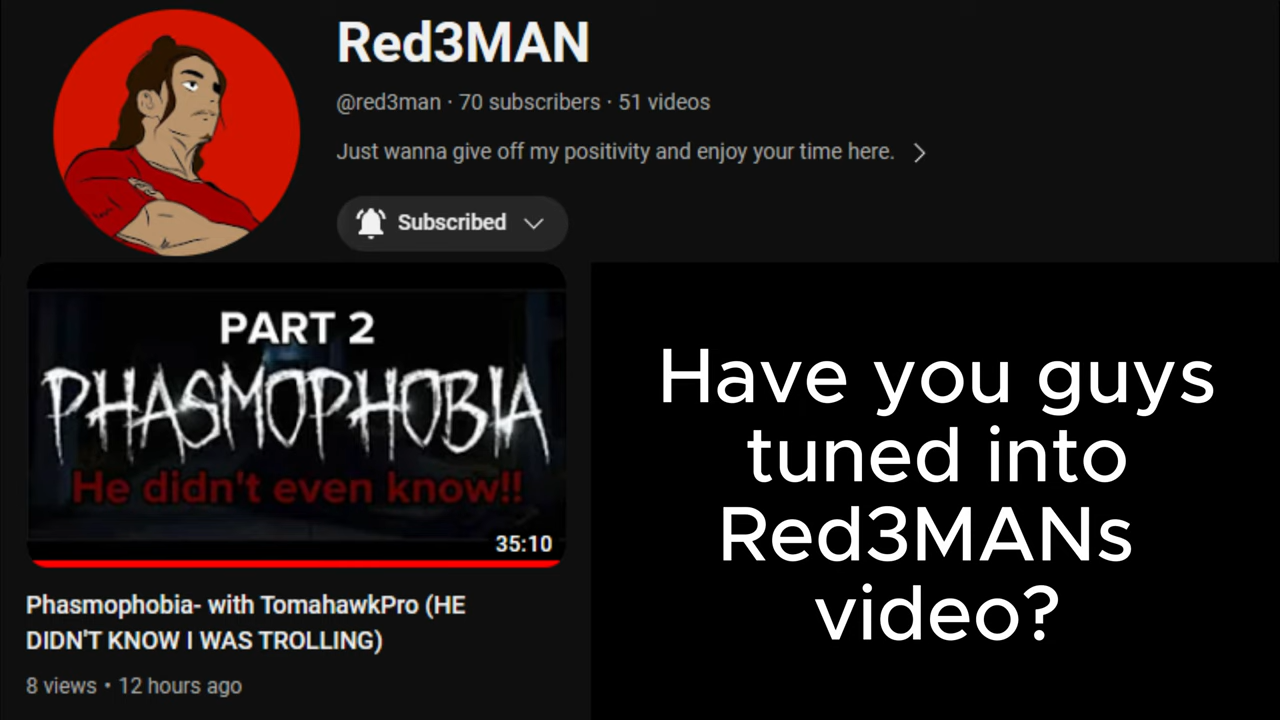 Red3MAN
@red3man · 70 subscribers · 51 videos
Just wanna give off my positivity and enjoy your time here.
Subscribed
PART 2
PHASMOPHOBIA
He didn't even know!!
35:10
Phasmophobia- with TomahawkPro (HE
DIDN'T KNOW I WAS TROLLING)
8 views • 12 hours ago
Have you guys
tuned into
Red3MANs
video?